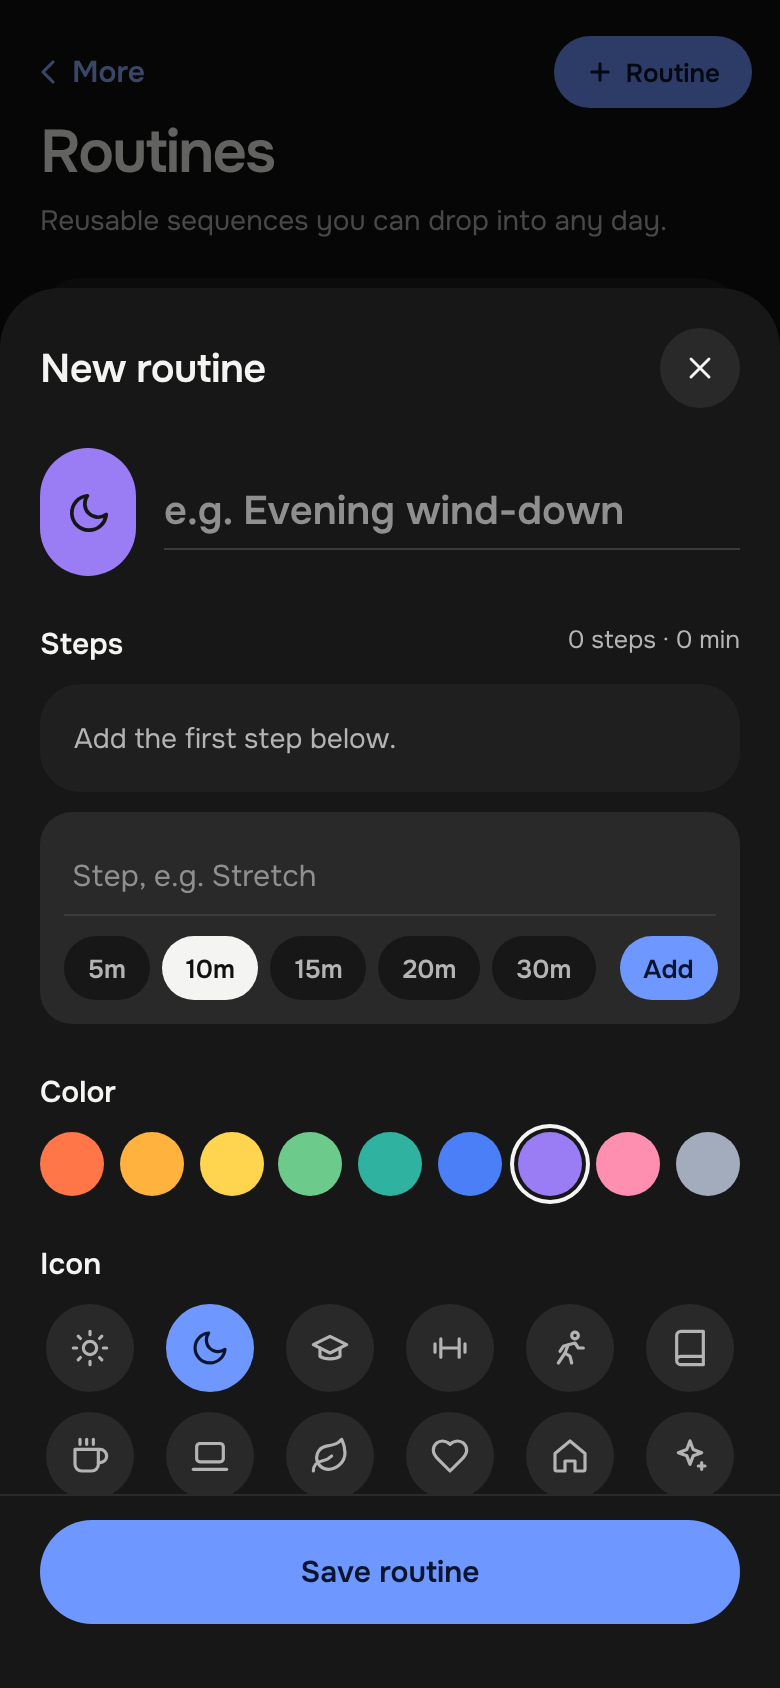 More
Routine
Routines
Reusable sequences you can drop into any day.
New routine
e.g. Evening wind-down
Steps
0 steps · 0 min
Add the first step below.
Step, e.g. Stretch
5m 10m 15m 20m 30m Add
Color
Icon
Save routine